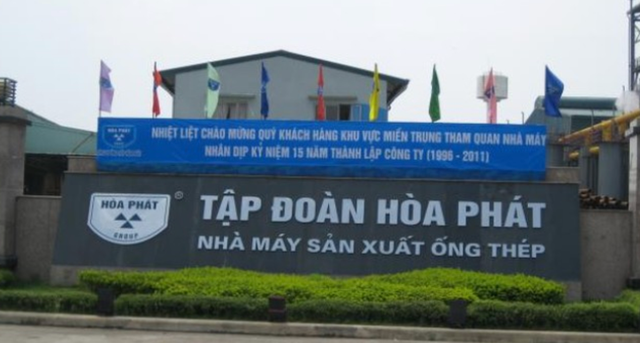 NHIỆT LIỆT CHÀO MỪNG QUÝ KHÁCH HÀNG KHU VỰC MIỀN TRUNG THAM QUAN NHÀ MÁY
NHÂN DỊP KỶ NIỆM 15 NĂM THÀNH LẬP CÔNG TY (1996 - 2011)
HÒA PHÁT
GROUP
®
TẬP ĐOÀN HÒA PHÁT
NHÀ MÁY SẢN XUẤT ỐNG THÉP